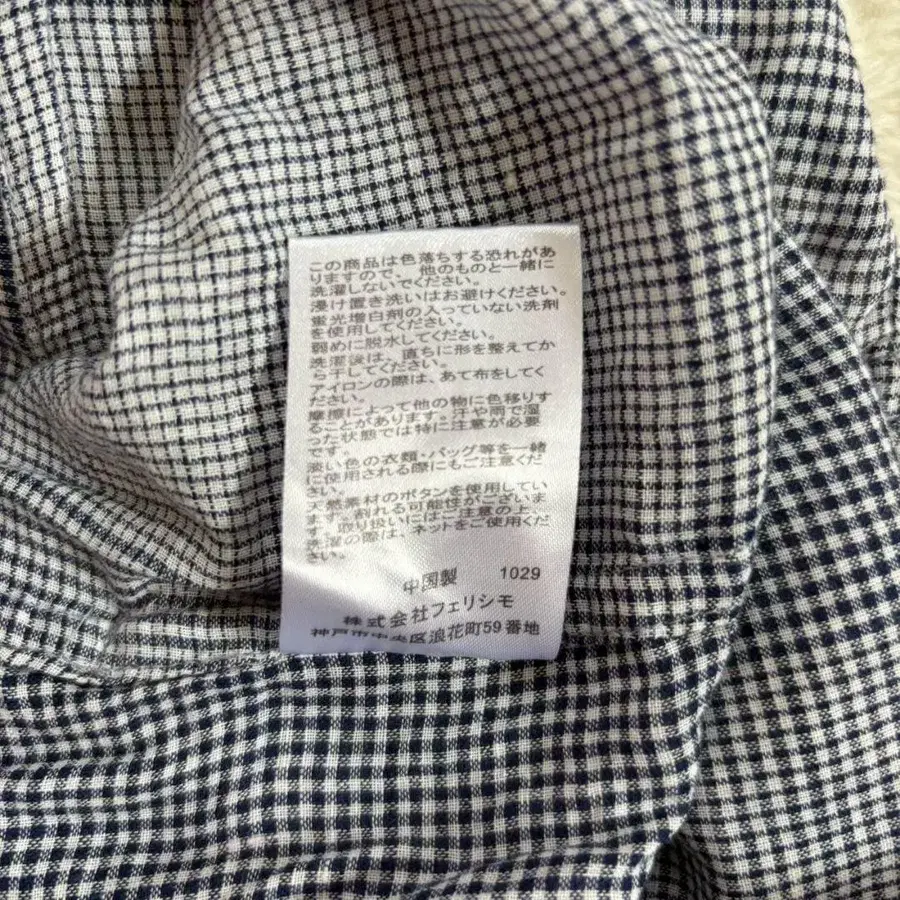 この商品は色落ちする恐れがあ
りますので、他のものと一緒に
洗濯しないでください。
浸け置き洗いはお避けください。
蛍光増白剤の入っていない洗剤
を使用してください。
弱めに脱水してください。
洗濯後は、直ちに形を整えてか
ら干してください。
アイロンの際は、あて布をしてく
ださい。
摩擦によって他の物に色移りす
ることがあります。汗や雨で湿
った状態では特に注意が必要
です。
淡い色の衣類・バッグ等を一緒
に使用される際にもご注意くだ
さい。
天然素材のボタンを使用してい
ます。割れる可能性がございま
す。取り扱いにはご注意の上、
洗濯の際は、ネットをご使用くだ
さい。
中国製 1029
株式会社フェリシモ
神戸市中央区浪花町59番地